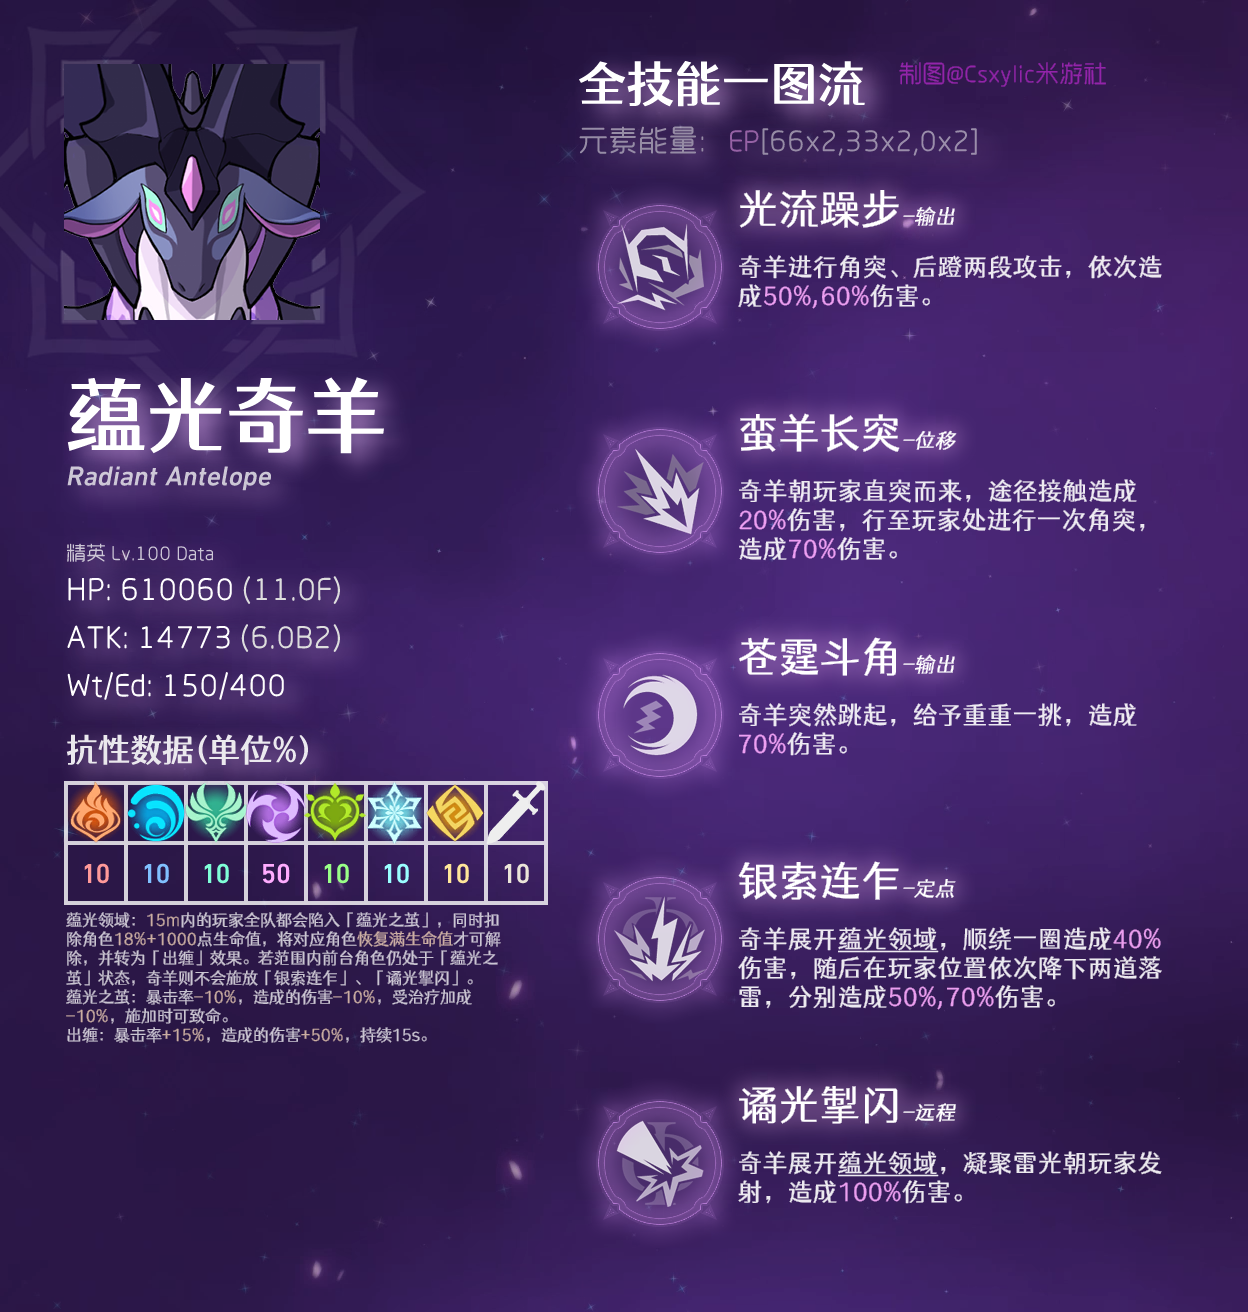 全技能一图流
制图@Csxylic米游社
元素能量: EP[66x2,33x2,0x2]
蕴光奇羊
Radiant Antelope
精英 Lv.100 Data
HP: 610060 (11.0F)
ATK: 14773 (6.0B2)
Wt/Ed: 150/400
抗性数据(单位%)
10 10 10 50 10 10 10 10
蕴光领域：15m内的玩家全队都会陷入「蕴光之茧」，同时扣
除角色18%+1000点生命值，将对应角色恢复满生命值才可解
除，并转为「出缠」效果。若范围内前台角色仍处于「蕴光之
茧」状态，奇羊则不会施放「银索连乍」、「谲光掣闪」。
蕴光之茧：暴击率-10%，造成的伤害-10%，受治疗加成
-10%，施加时可致命。
出缠：暴击率+15%，造成的伤害+50%，持续15s。
光流躁步-输出
奇羊进行角突、后蹬两段攻击，依次造
成50%,60%伤害。
蛮羊长突-位移
奇羊朝玩家直突而来，途径接触造成
20%伤害，行至玩家处进行一次角突，
造成70%伤害。
苍霆斗角-输出
奇羊突然跳起，给予重重一挑，造成
70%伤害。
银索连乍-定点
奇羊展开蕴光领域，顺绕一圈造成40%
伤害，随后在玩家位置依次降下两道落
雷，分别造成50%,70%伤害。
谲光掣闪-远程
奇羊展开蕴光领域，凝聚雷光朝玩家发
射，造成100%伤害。